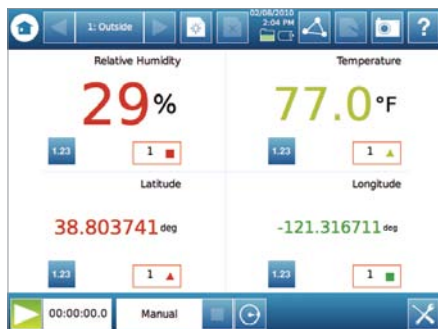 1: Outside
02/08/2010
2:04 PM
?
Relative Humidity
Temperature
29%
77.0°F
1.23
1
1.23
1
Latitude
Longitude
38.803741 deg
-121.316711 deg
1.23
1
1.23
1
00:00:00.0
Manual